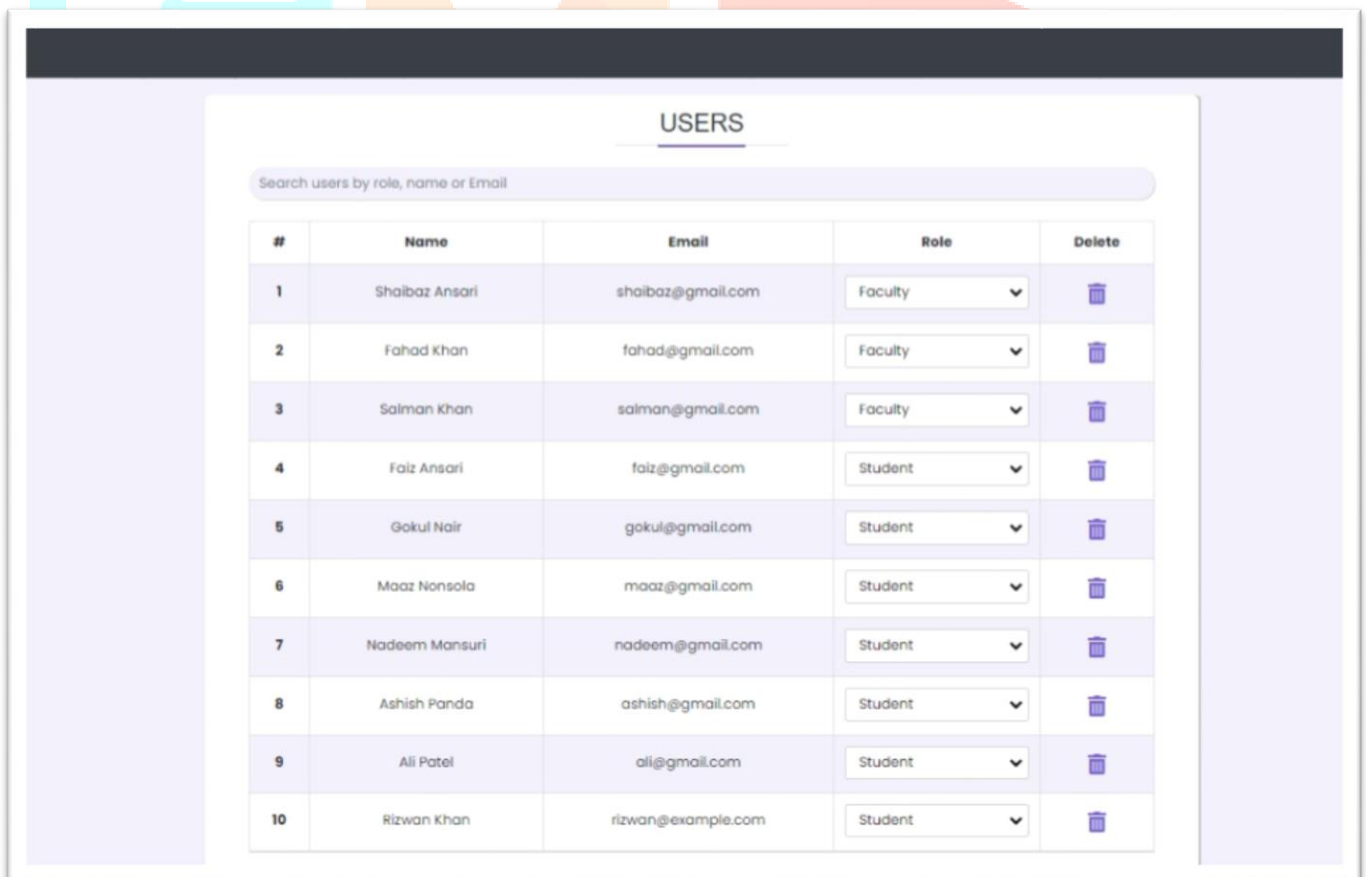 USERS
Search users by role, name or Email
# Name Email Role Delete
1 Shaibaz Ansari shaibaz@gmail.com Faculty
2 Fahad Khan fahad@gmail.com Faculty
3 Salman Khan salman@gmail.com Faculty
4 Faiz Ansari faiz@gmail.com Student
5 Gokul Nair gokul@gmail.com Student
6 Maaz Nonsola maaz@gmail.com Student
7 Nadeem Mansuri nadeem@gmail.com Student
8 Ashish Panda ashish@gmail.com Student
9 Ali Patel ali@gmail.com Student
10 Rizwan Khan rizwan@example.com Student